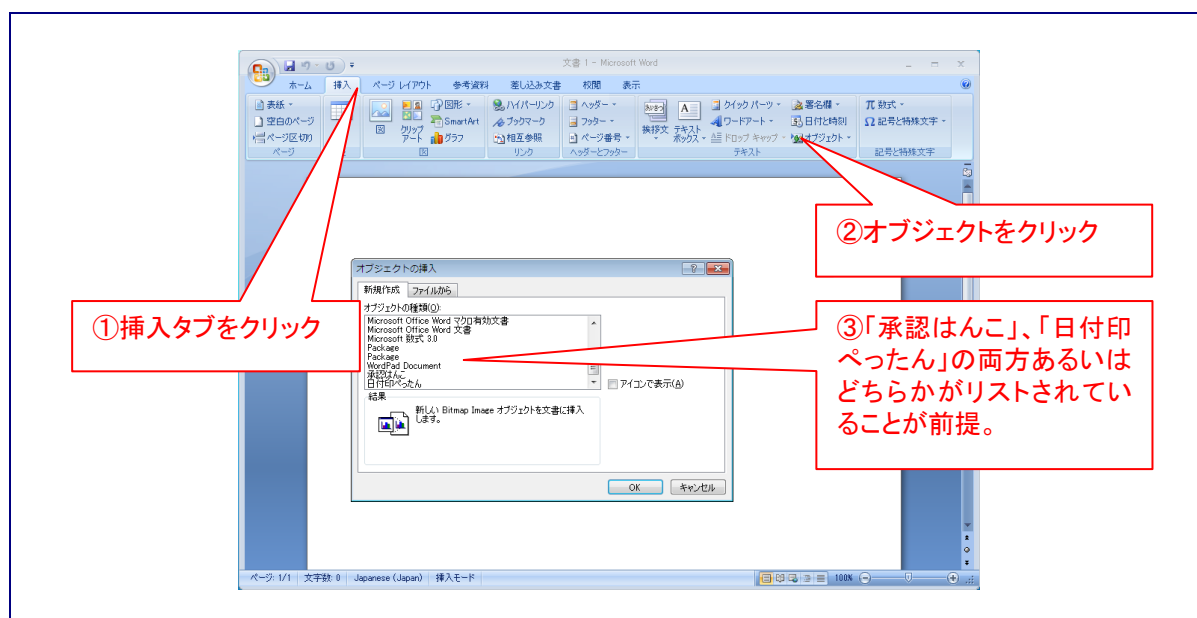 文書 1 - Microsoft Word
ホーム 挿入 ページ レイアウト 参考資料 差し込み文書 校閲 表示
表紙 図形 ハイパーリンク ヘッダー クイック パーツ 署名欄 π 数式
空白のページ SmartArt ブックマーク フッター ワードアート 日付と時刻 Ω 記号と特殊文字
ページ区切り 図 クリップ アート グラフ 相互参照 ページ番号 挨拶文 テキスト ボックス ドロップ キャップ オブジェクト
ページ 図 リンク ヘッダーとフッター テキスト 記号と特殊文字
②オブジェクトをクリック
①挿入タブをクリック
オブジェクトの挿入
新規作成 ファイルから
オブジェクトの種類(O):
Microsoft Office Word マクロ有効文書
Microsoft Office Word 文書
Microsoft 数式 3.0
Package
Package
WordPad Document
承認はんこ
日付印ぺったん
アイコンで表示(A)
結果
新しい Bitmap Image オブジェクトを文書に挿入
します。
OK キャンセル
③「承認はんこ」、「日付印
ぺったん」の両方あるいは
どちらかがリストされてい
ることが前提。
ページ: 1/1 文字数: 0 Japanese (Japan) 挿入モード 100%